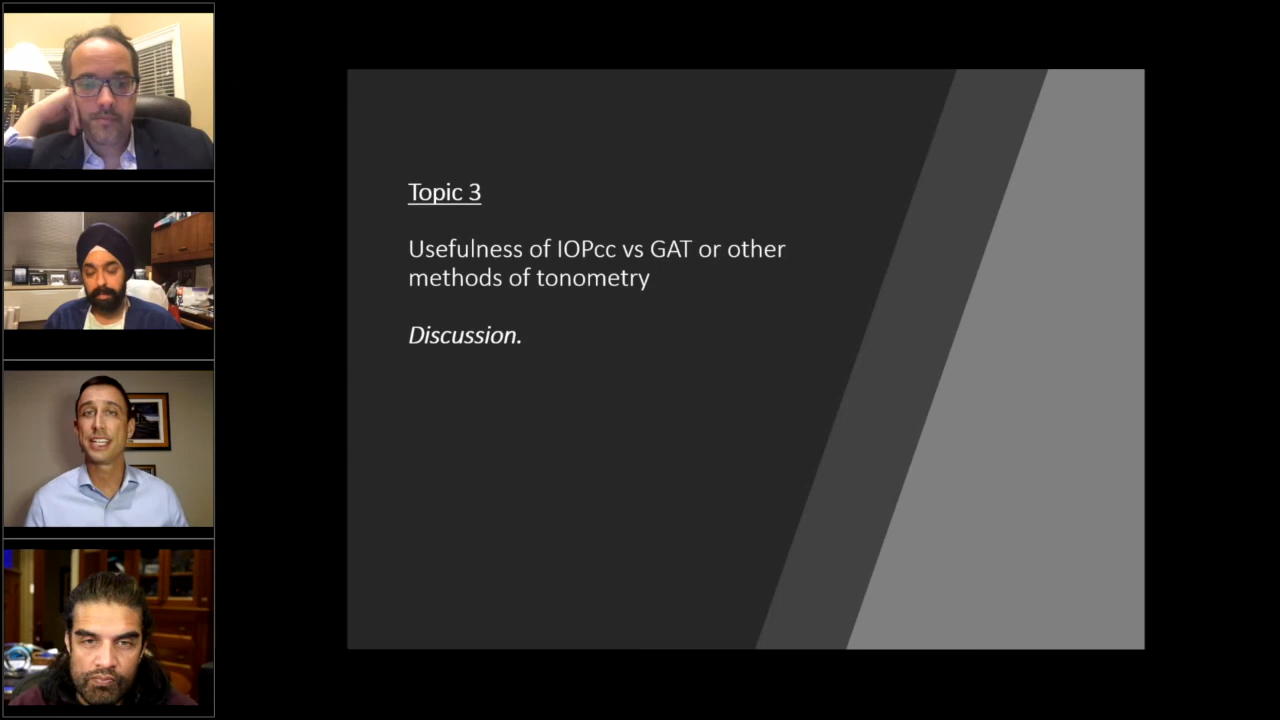 Topic 3
Usefulness of IOPcc vs GAT or other
methods of tonometry
Discussion.